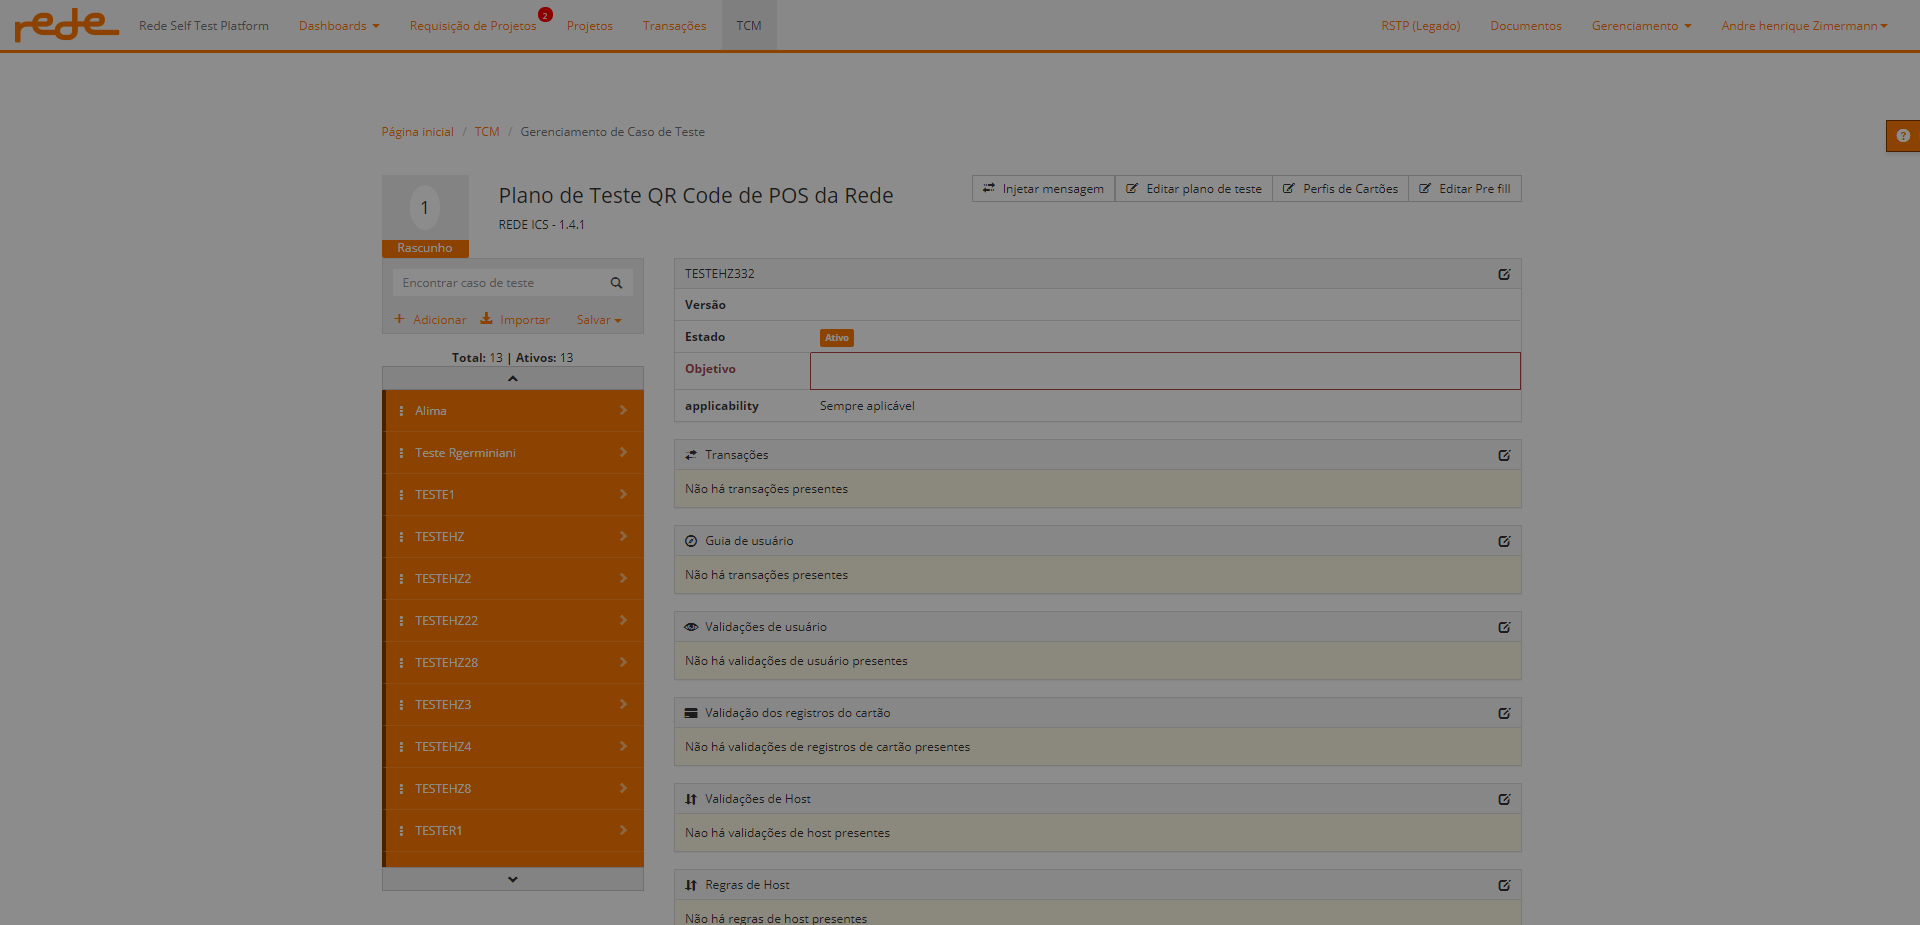 rede Rede Self Test Platform Dashboards Requisição de Projetos 2 Projetos Transações TCM RSTP (Legado) Documentos Gerenciamento Andre henrique Zimermann
Página inicial / TCM / Gerenciamento de Caso de Teste
1
Rascunho
Plano de Teste QR Code de POS da Rede
REDE ICS - 1.4.1
Injetar mensagem Editar plano de teste Perfis de Cartões Editar Pre fill
Encontrar caso de teste
Adicionar Importar Salvar
Total: 13 | Ativos: 13
Alima
Teste Rgerminiani
TESTE1
TESTEHZ
TESTEHZ2
TESTEHZ22
TESTEHZ28
TESTEHZ3
TESTEHZ4
TESTEHZ8
TESTER1
TESTEHZ332
Versão
Estado Ativo
Objetivo
applicability Sempre aplicável
Transações
Não há transações presentes
Guia de usuário
Não há transações presentes
Validações de usuário
Não há validações de usuário presentes
Validação dos registros do cartão
Não há validações de registros de cartão presentes
Validações de Host
Nao há validações de host presentes
Regras de Host
Não há regras de host presentes